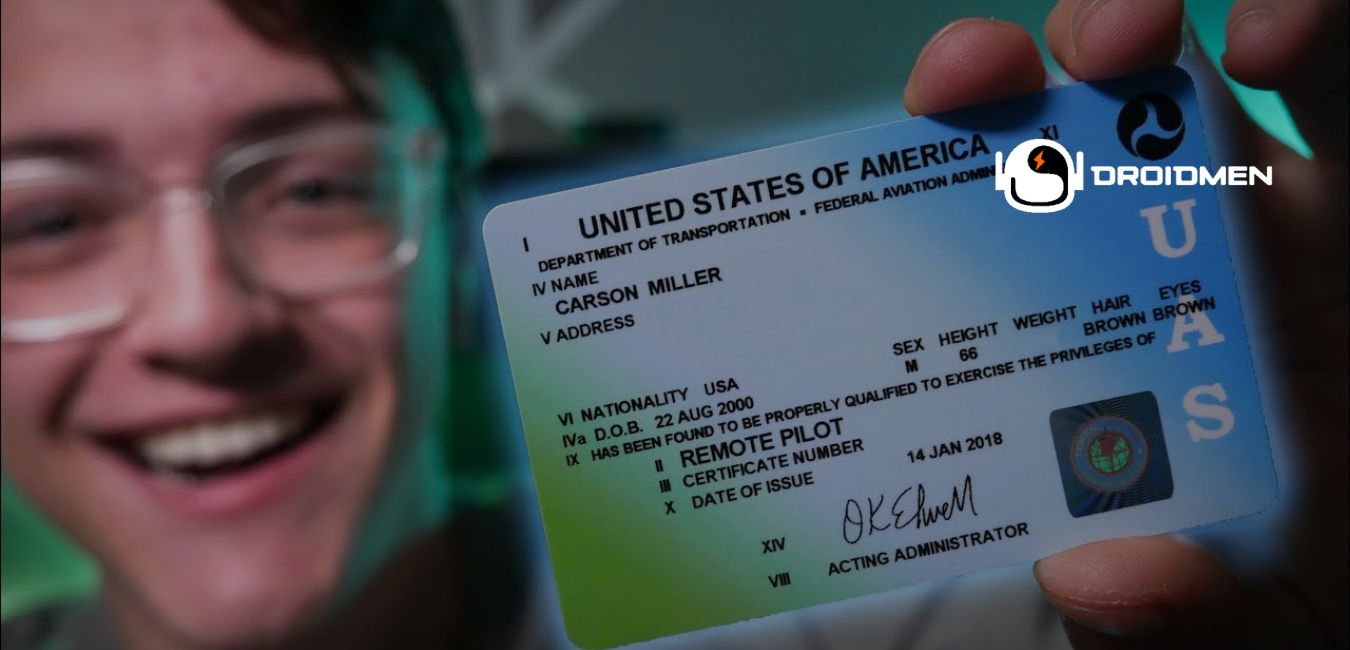 UNITED STATES OF AMERICA
XI
I
DEPARTMENT OF TRANSPORTATION ▪ FEDERAL AVIATION
DROIDMEN
IV NAME
CARSON MILLER
V ADDRESS
SEX HEIGHT WEIGHT HAIR EYES
M 66 BROWN BROWN
VI NATIONALITY USA
IVa D.O.B. 22 AUG 2000
IX HAS BEEN FOUND TO BE PROPERLY QUALIFIED TO EXERCISE THE PRIVILEGES OF
II REMOTE PILOT
III CERTIFICATE NUMBER
X DATE OF ISSUE 14 JAN 2018
XIV
VIII ACTING ADMINISTRATOR
U
A
S